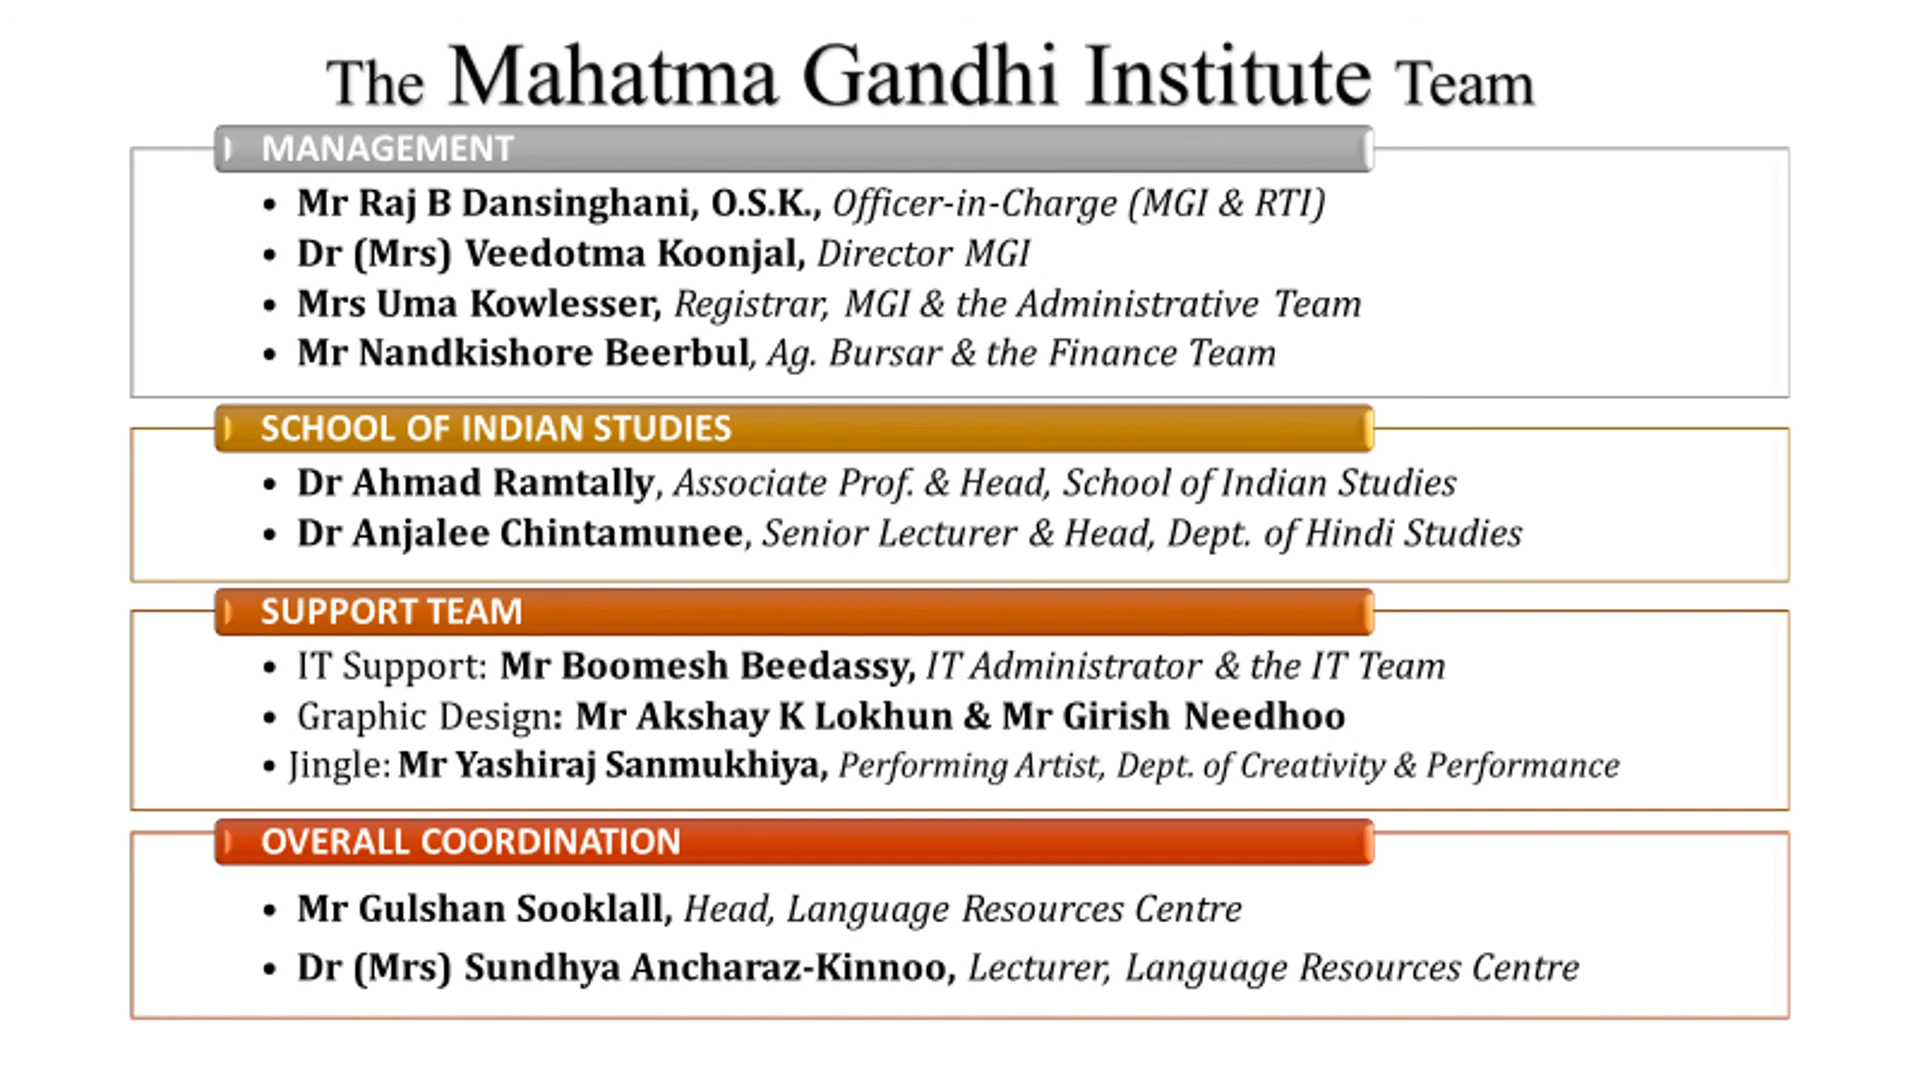 The Mahatma Gandhi Institute Team
MANAGEMENT
• Mr Raj B Dansinghani, O.S.K., Officer-in-Charge (MGI & RTI)
• Dr (Mrs) Veedotma Koonjal, Director MGI
• Mrs Uma Kowlesser, Registrar, MGI & the Administrative Team
• Mr Nandkishore Beerbul, Ag. Bursar & the Finance Team
SCHOOL OF INDIAN STUDIES
• Dr Ahmad Ramtally, Associate Prof. & Head, School of Indian Studies
• Dr Anjalee Chintamunee, Senior Lecturer & Head, Dept. of Hindi Studies
SUPPORT TEAM
• IT Support: Mr Boomesh Beedassy, IT Administrator & the IT Team
• Graphic Design: Mr Akshay K Lokhun & Mr Girish Needhoo
• Jingle: Mr Yashiraj Sanmukhiya, Performing Artist, Dept. of Creativity & Performance
OVERALL COORDINATION
• Mr Gulshan Sooklall, Head, Language Resources Centre
• Dr (Mrs) Sundhya Ancharaz-Kinnoo, Lecturer, Language Resources Centre